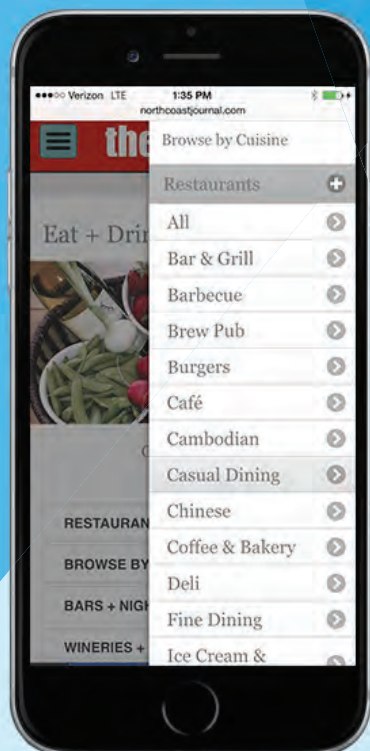 Verizon LTE 1:35 PM
northcoastjournal.com
the
Browse by Cuisine
Restaurants
Eat + Drin
All
Bar & Grill
Barbecue
Brew Pub
Burgers
Café
Cambodian
Casual Dining
Chinese
Coffee & Bakery
Deli
Fine Dining
Ice Cream &
RESTAURAN
BROWSE BY
BARS + NIGH
WINERIES +